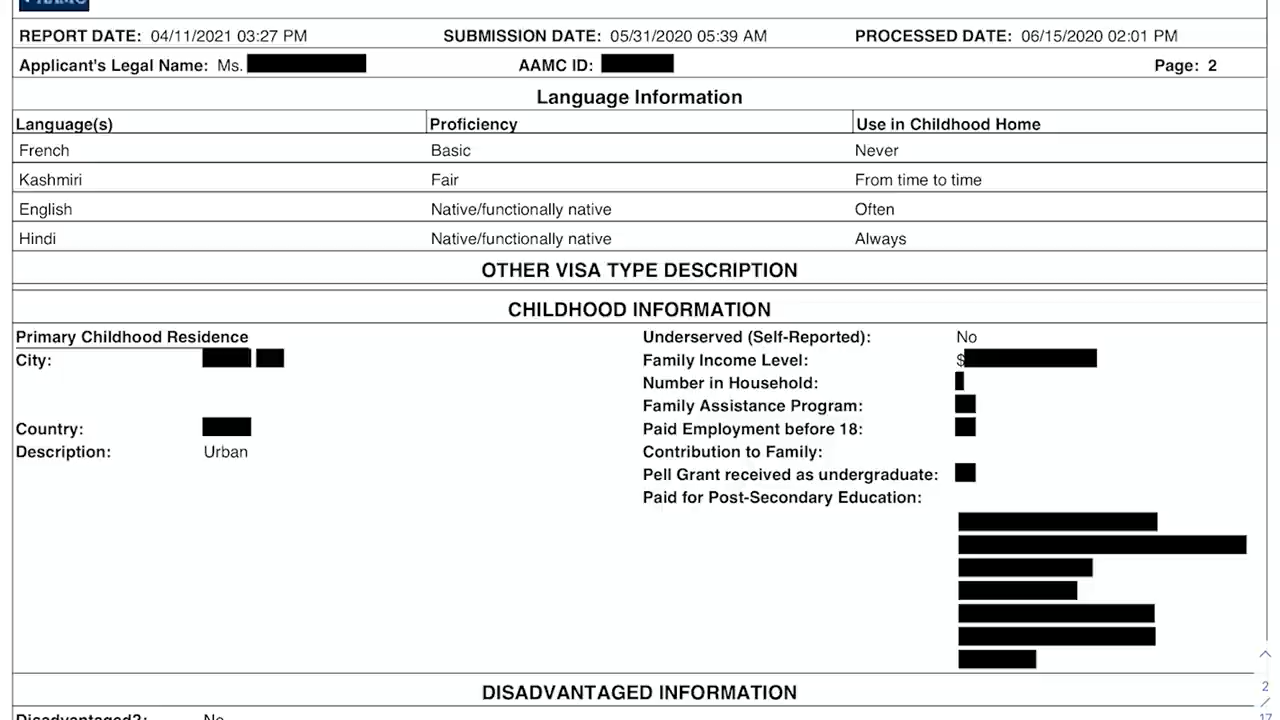 AAMC
REPORT DATE: 04/11/2021 03:27 PM SUBMISSION DATE: 05/31/2020 05:39 AM PROCESSED DATE: 06/15/2020 02:01 PM
Applicant's Legal Name: Ms. AAMC ID: Page: 2
Language Information
Language(s) Proficiency Use in Childhood Home
French Basic Never
Kashmiri Fair From time to time
English Native/functionally native Often
Hindi Native/functionally native Always
OTHER VISA TYPE DESCRIPTION
CHILDHOOD INFORMATION
Primary Childhood Residence Underserved (Self-Reported): No
City: Family Income Level: $
Number in Household:
Family Assistance Program:
Country: Paid Employment before 18:
Description: Urban Contribution to Family:
Pell Grant received as undergraduate:
Paid for Post-Secondary Education:
DISADVANTAGED INFORMATION
Disadvantaged?: No
2
/
17